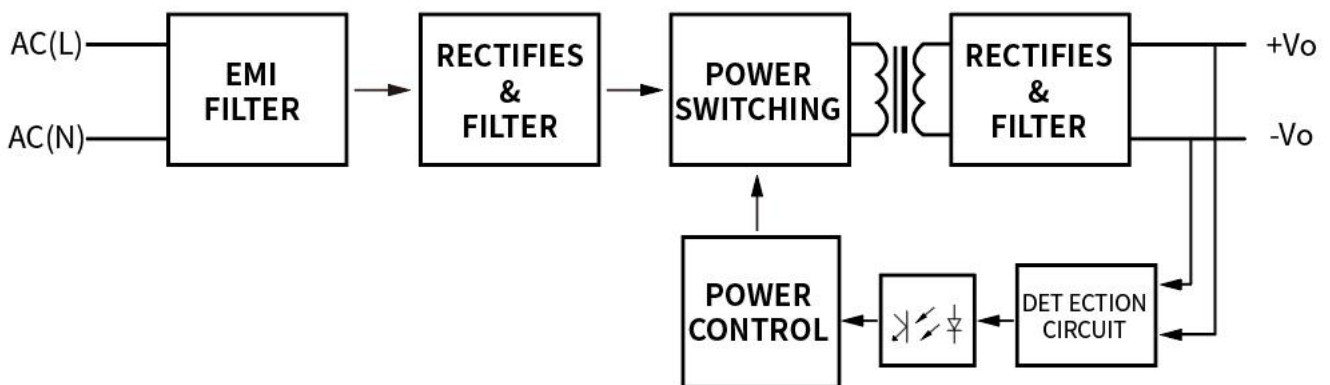 AC(L)
AC(N)
EMI
FILTER
RECTIFIES
&
FILTER
POWER
SWITCHING
RECTIFIES
&
FILTER
+Vo
-Vo
POWER
CONTROL
DET ECTION
CIRCUIT